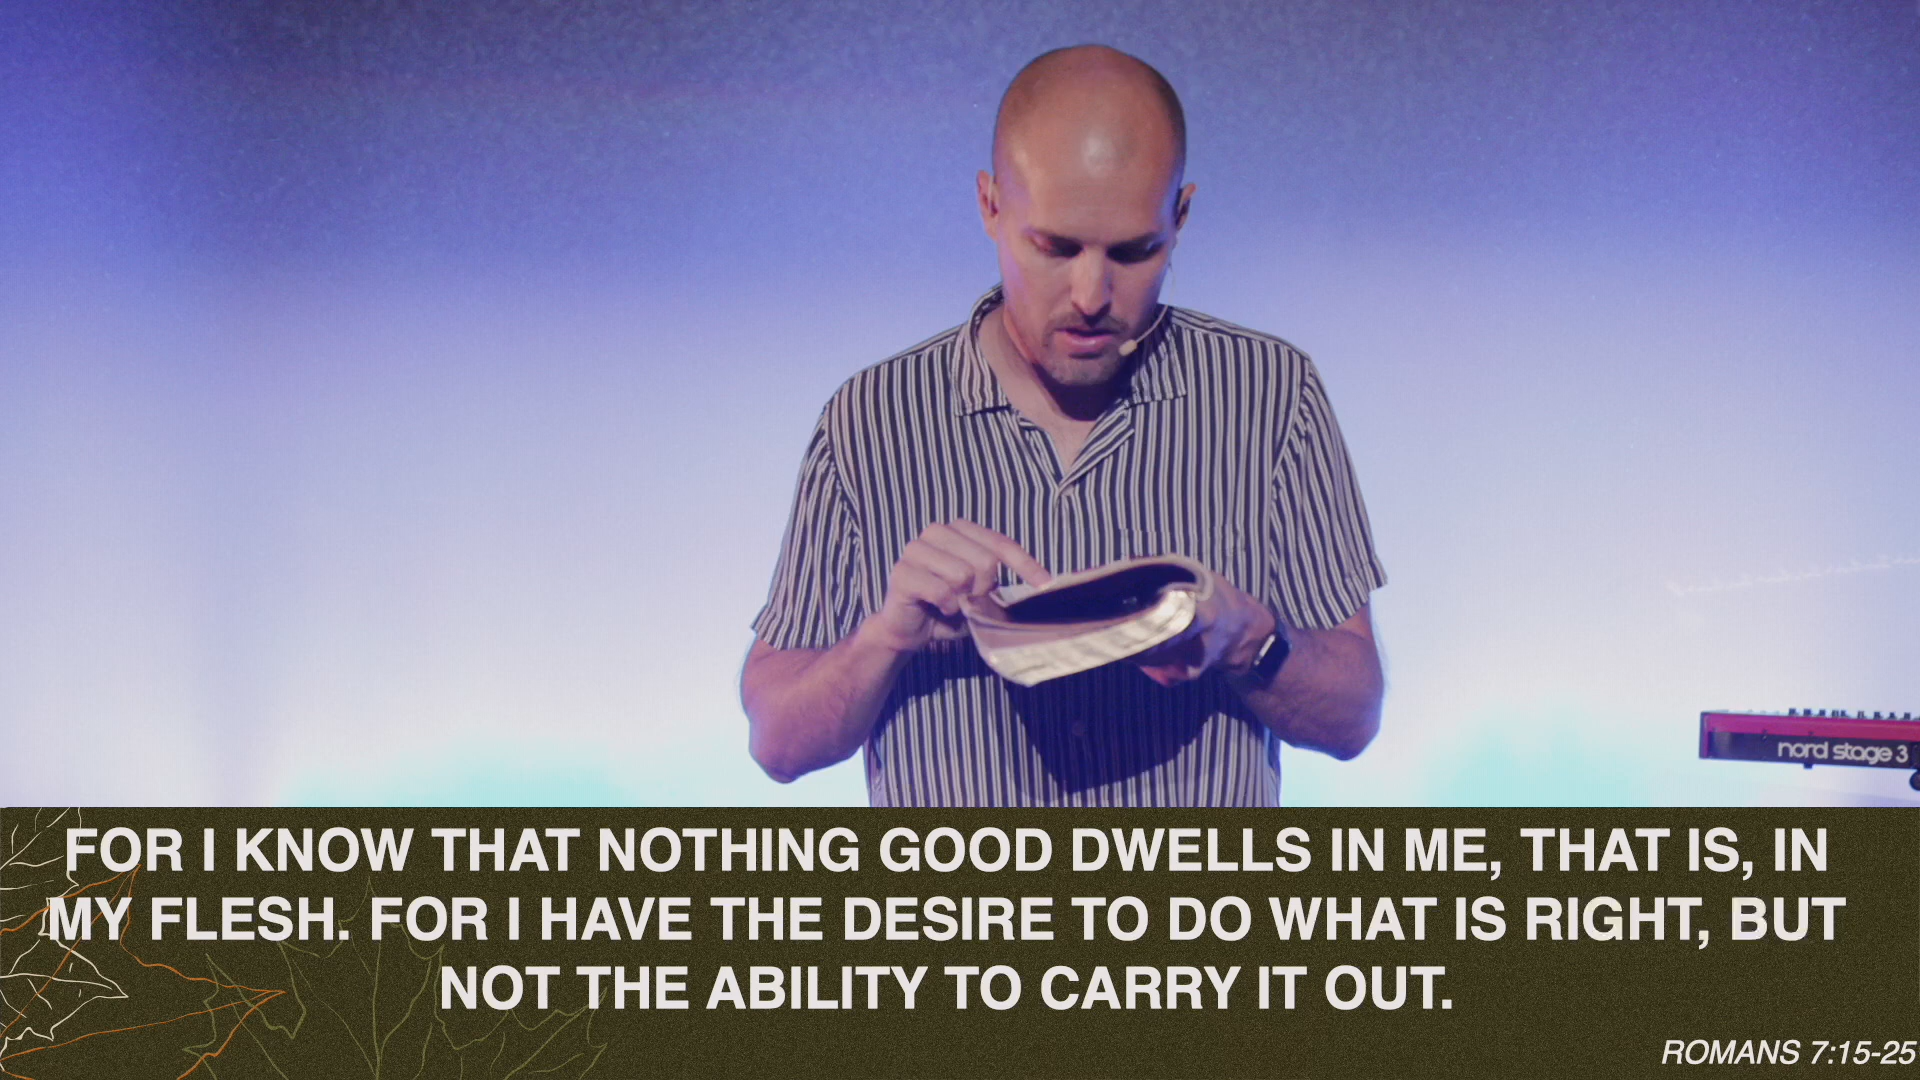 nord stage 3
FOR I KNOW THAT NOTHING GOOD DWELLS IN ME, THAT IS, IN
MY FLESH. FOR I HAVE THE DESIRE TO DO WHAT IS RIGHT, BUT
NOT THE ABILITY TO CARRY IT OUT.
ROMANS 7:15-25